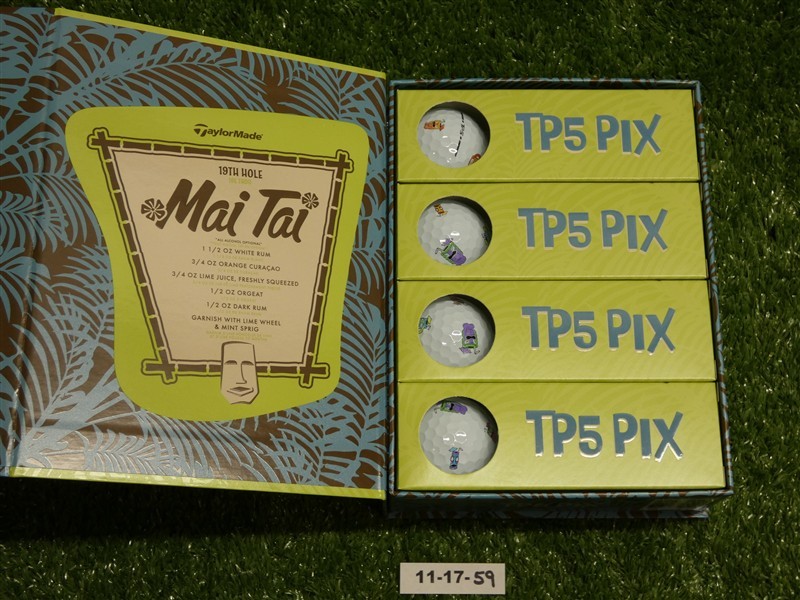 TaylorMade
19TH HOLE
Mai Tai
1 1/2 OZ WHITE RUM
3/4 OZ ORANGE CURAÇAO
3/4 OZ LIME JUICE, FRESHLY SQUEEZED
1/2 OZ ORGEAT
1/2 OZ DARK RUM
GARNISH WITH LIME WHEEL
& MINT SPRIG
TP5 PIX
TP5 PIX
TP5 PIX
TP5 PIX
11-17-59